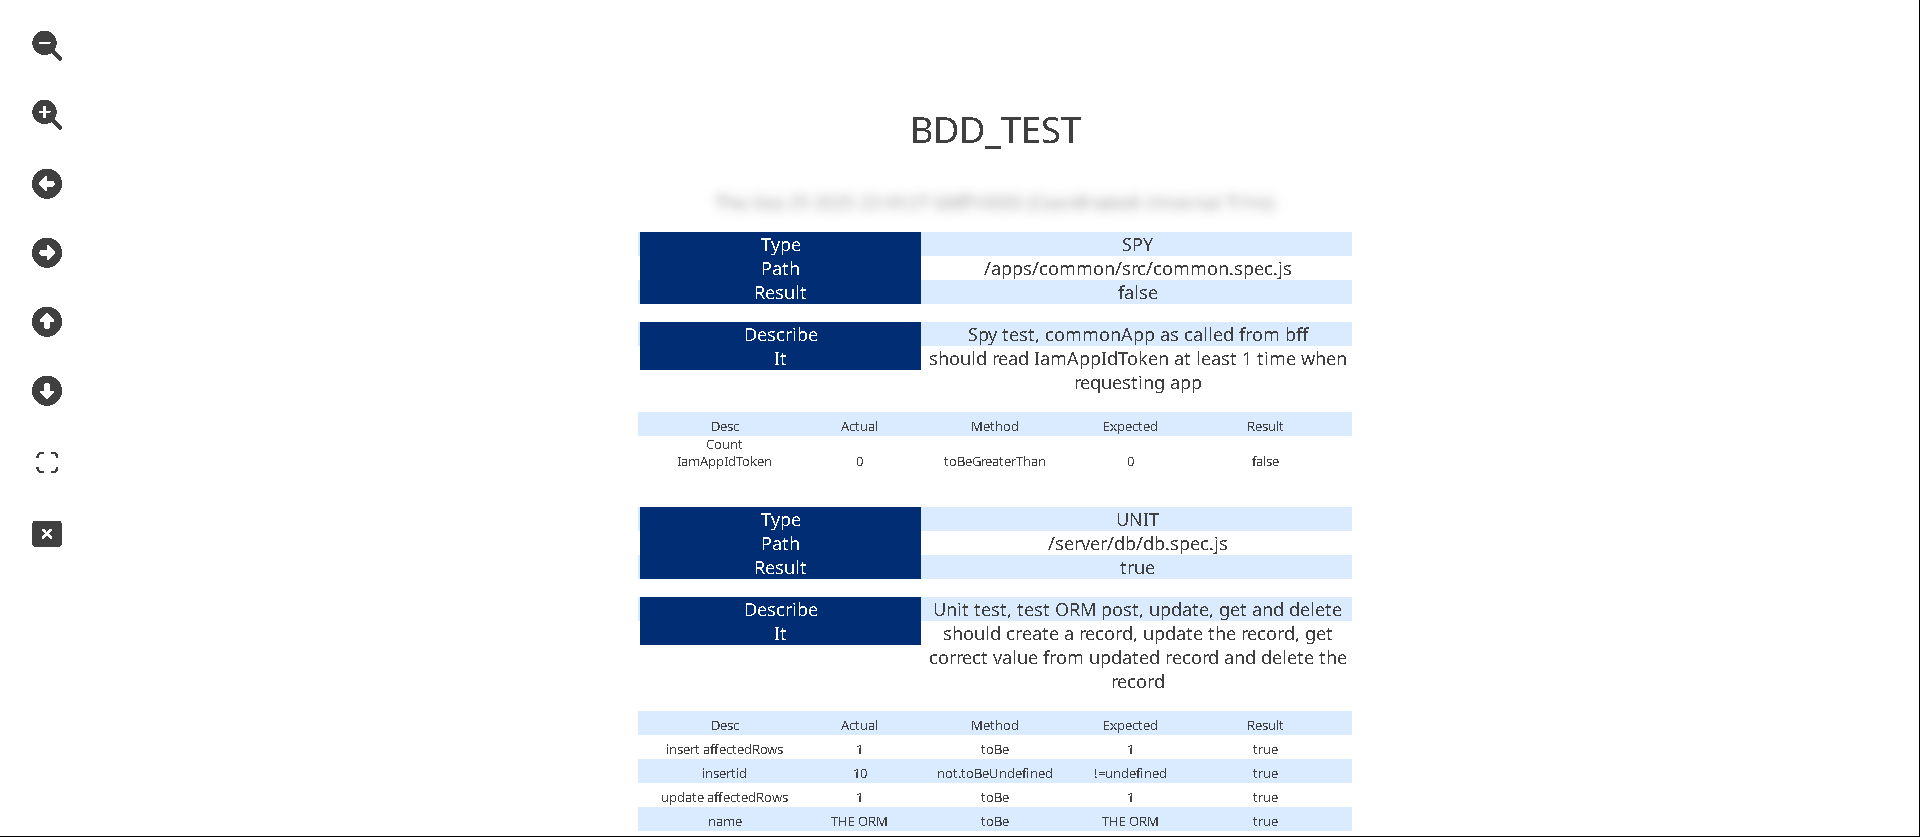 BDD_TEST
Type SPY
Path /apps/common/src/common.spec.js
Result false
Describe Spy test, commonApp as called from bff
It should read IamAppIdToken at least 1 time when
requesting app
Desc Actual Method Expected Result
Count
IamAppIdToken 0 toBeGreaterThan 0 false
Type UNIT
Path /server/db/db.spec.js
Result true
Describe Unit test, test ORM post, update, get and delete
It should create a record, update the record, get
correct value from updated record and delete the
record
Desc Actual Method Expected Result
insert affectedRows 1 toBe 1 true
insertid 10 not.toBeUndefined !=undefined true
update affectedRows 1 toBe 1 true
name THE ORM toBe THE ORM true